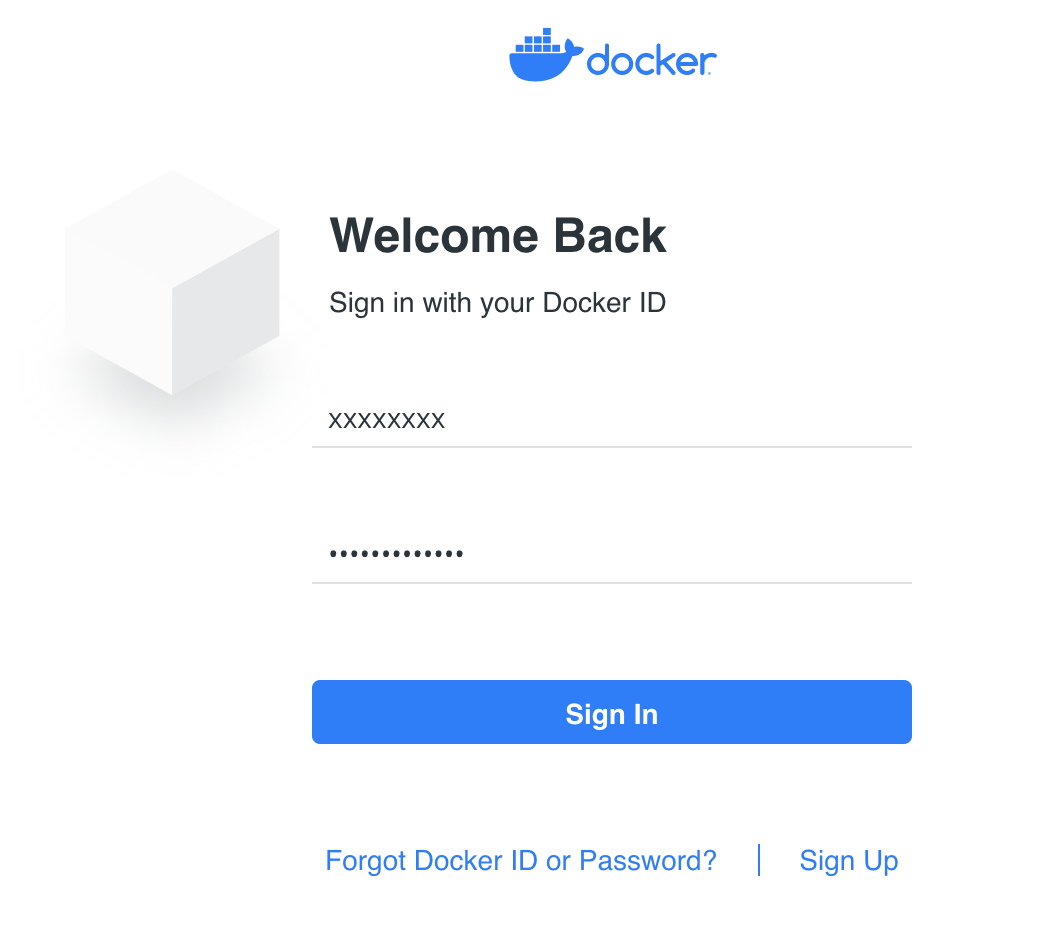 docker
Welcome Back
Sign in with your Docker ID
xxxxxxxx
•••••••••••••
Sign In
Forgot Docker ID or Password? | Sign Up